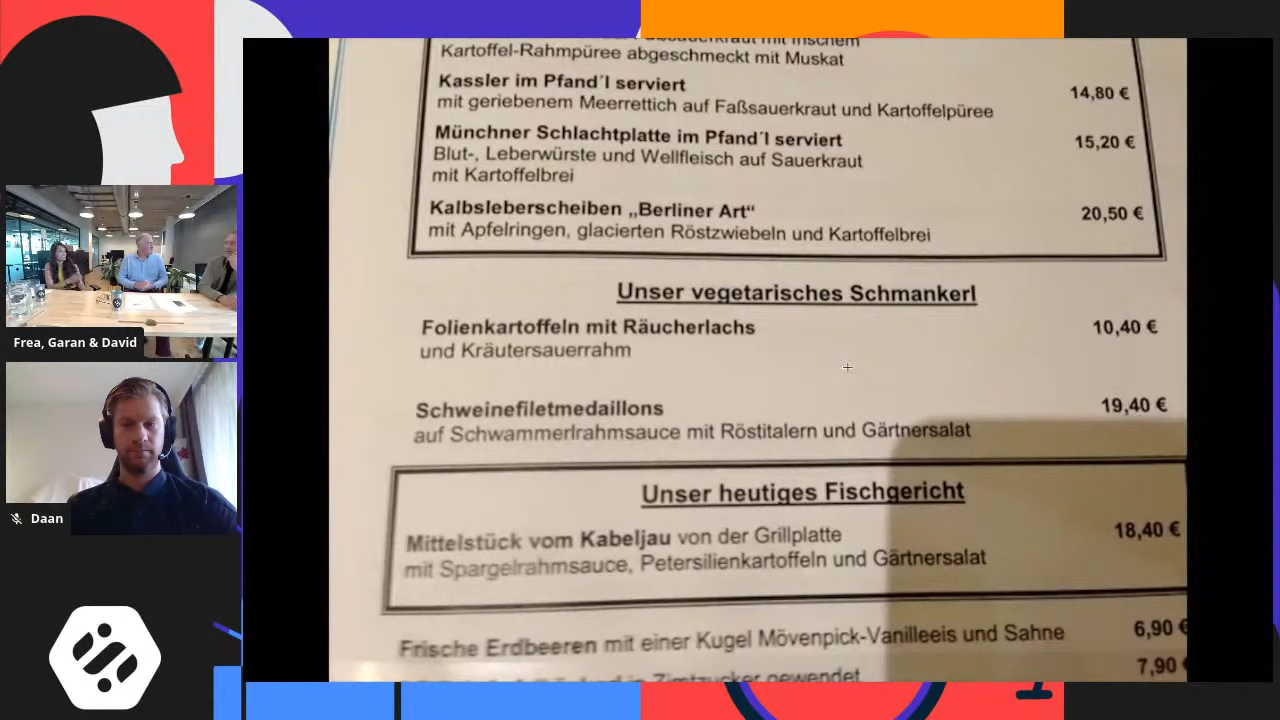 Kartoffel-Rahmpüree abgeschmeckt mit Muskat
Kassler im Pfand´l serviert
14,80 €
mit geriebenem Meerrettich auf Faßsauerkraut und Kartoffelpüree
Münchner Schlachtplatte im Pfand´l serviert
15,20 €
Blut-, Leberwürste und Wellfleisch auf Sauerkraut
mit Kartoffelbrei
Kalbsleberscheiben „Berliner Art“
20,50 €
mit Apfelringen, glacierten Röstzwiebeln und Kartoffelbrei
Unser vegetarisches Schmankerl
Folienkartoffeln mit Räucherlachs
10,40 €
und Kräutersauerrahm
Schweinefiletmedaillons
19,40 €
auf Schwammerlrahmsauce mit Röstitalern und Gärtnersalat
Unser heutiges Fischgericht
Mittelstück vom Kabeljau von der Grillplatte
18,40 €
mit Spargelrahmsauce, Petersilienkartoffeln und Gärtnersalat
Frische Erdbeeren mit einer Kugel Mövenpick-Vanilleeis und Sahne
6,90 €
in Zimtzucker gewendet
7,90 €
Frea, Garan & David
Daan